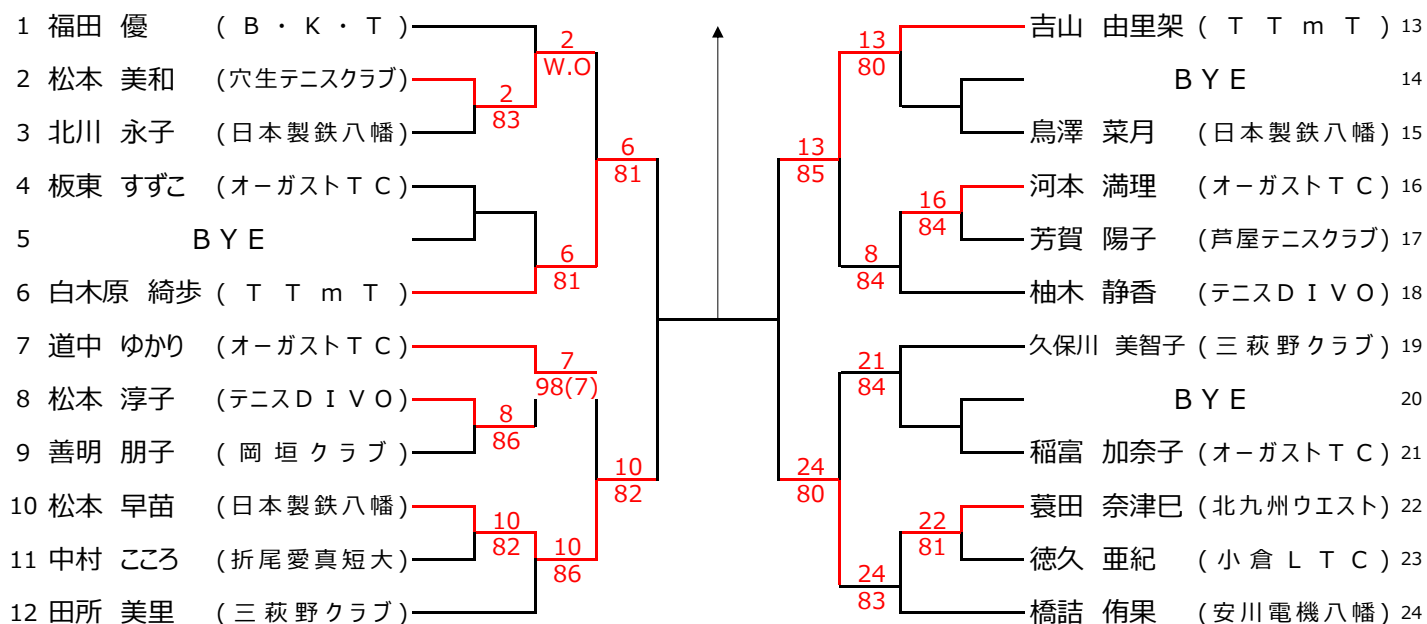 1 福田 優 (B・K・T)
2 松本 美和 (穴生テニスクラブ)
3 北川 永子 (日本製鉄八幡)
4 板東 すずこ (オーガストTC)
5 BYE
6 白木原 綺歩 (TTmT)
7 道中 ゆかり (オーガストTC)
8 松本 淳子 (テニスDIVO)
9 善明 朋子 (岡垣クラブ)
10 松本 早苗 (日本製鉄八幡)
11 中村 こころ (折尾愛真短大)
12 田所 美里 (三萩野クラブ)
2
W.O
2
83
6
81
6
81
7
98(7)
8
86
10
82
10
82
10
86
13
80
13
85
16
84
8
84
21
84
24
80
22
81
24
83
吉山 由里架 (TTmT) 13
BYE 14
鳥澤 菜月 (日本製鉄八幡) 15
河本 満理 (オーガストTC) 16
芳賀 陽子 (芦屋テニスクラブ) 17
柚木 静香 (テニスDIVO) 18
久保川 美智子 (三萩野クラブ) 19
BYE 20
稲富 加奈子 (オーガストTC) 21
蓑田 奈津巳 (北九州ウエスト) 22
徳久 亜紀 (小倉LTC) 23
橋詰 侑果 (安川電機八幡) 24